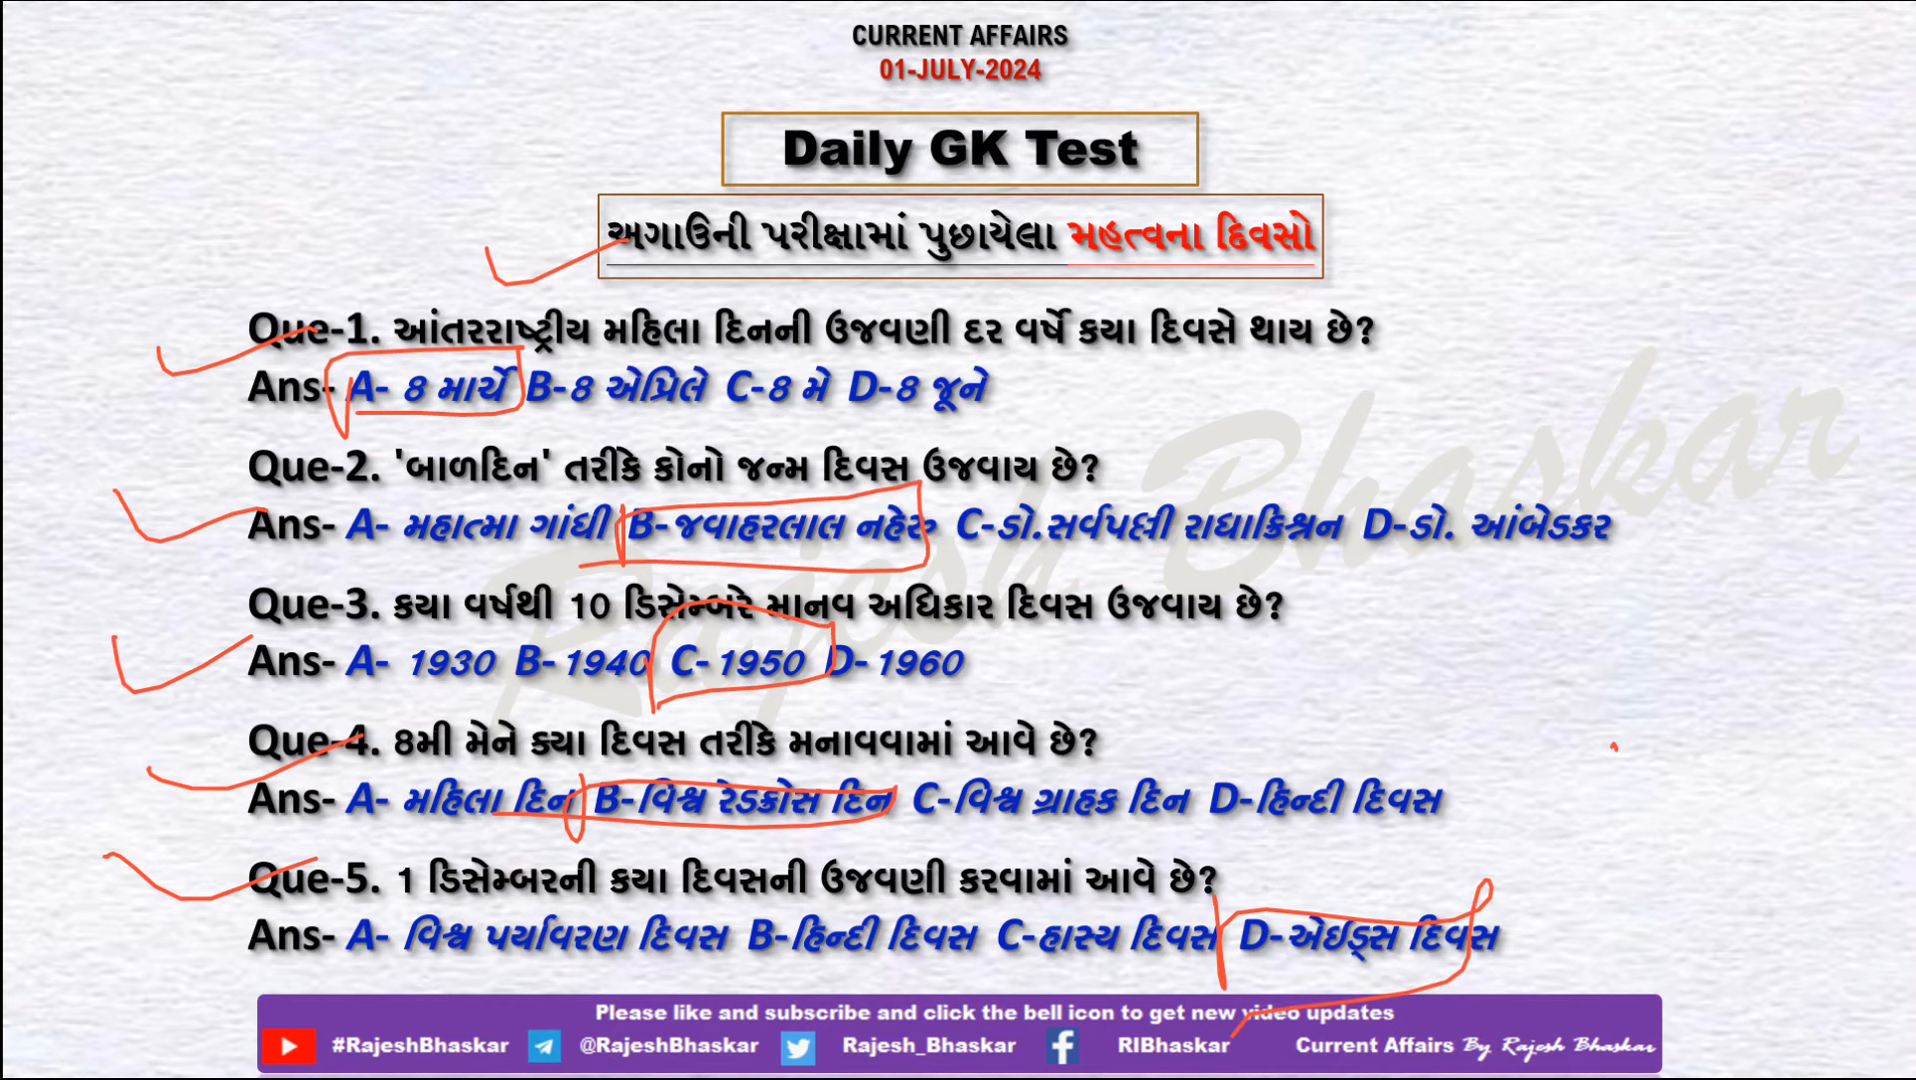 CURRENT AFFAIRS
01-JULY-2024
Daily GK Test
અગાઉની પરીક્ષામાં પુછાયેલા મહત્વના દિવસો
Que-1. આંતરરાષ્ટ્રીય મહિલા દિનની ઉજવણી દર વર્ષે કયા દિવસે થાય છે?
Ans- A- 8 માર્ચે B-8 એપ્રિલે C-8 મે D-8 જૂને
Que-2. 'બાળદિન' તરીકે કોનો જન્મ દિવસ ઉજવાય છે?
Ans- A- મહાત્મા ગાંધી B-જવાહરલાલ નહેરુ C-ડો.સર્વપલ્લી રાધાક્રિશ્નન D-ડો. આંબેડકર
Que-3. કયા વર્ષથી 10 ડિસેમ્બરે માનવ અધિકાર દિવસ ઉજવાય છે?
Ans- A- 1930 B-1940 C-1950 D-1960
Que-4. 8મી મેને ક્યા દિવસ તરીકે મનાવવામાં આવે છે?
Ans- A- મહિલા દિન B-વિશ્વ રેડક્રોસ દિન C-વિશ્વ ગ્રાહક દિન D-હિન્દી દિવસ
Que-5. 1 ડિસેમ્બરની કયા દિવસની ઉજવણી કરવામાં આવે છે?
Ans- A- વિશ્વ પર્યાવરણ દિવસ B-હિન્દી દિવસ C-હાસ્ય દિવસ D-એઈડ્સ દિવસ
Rajesh Bhaskar
Please like and subscribe and click the bell icon to get new video updates
#RajeshBhaskar @RajeshBhaskar Rajesh_Bhaskar RIBhaskar Current Affairs By Rajesh Bhaskar